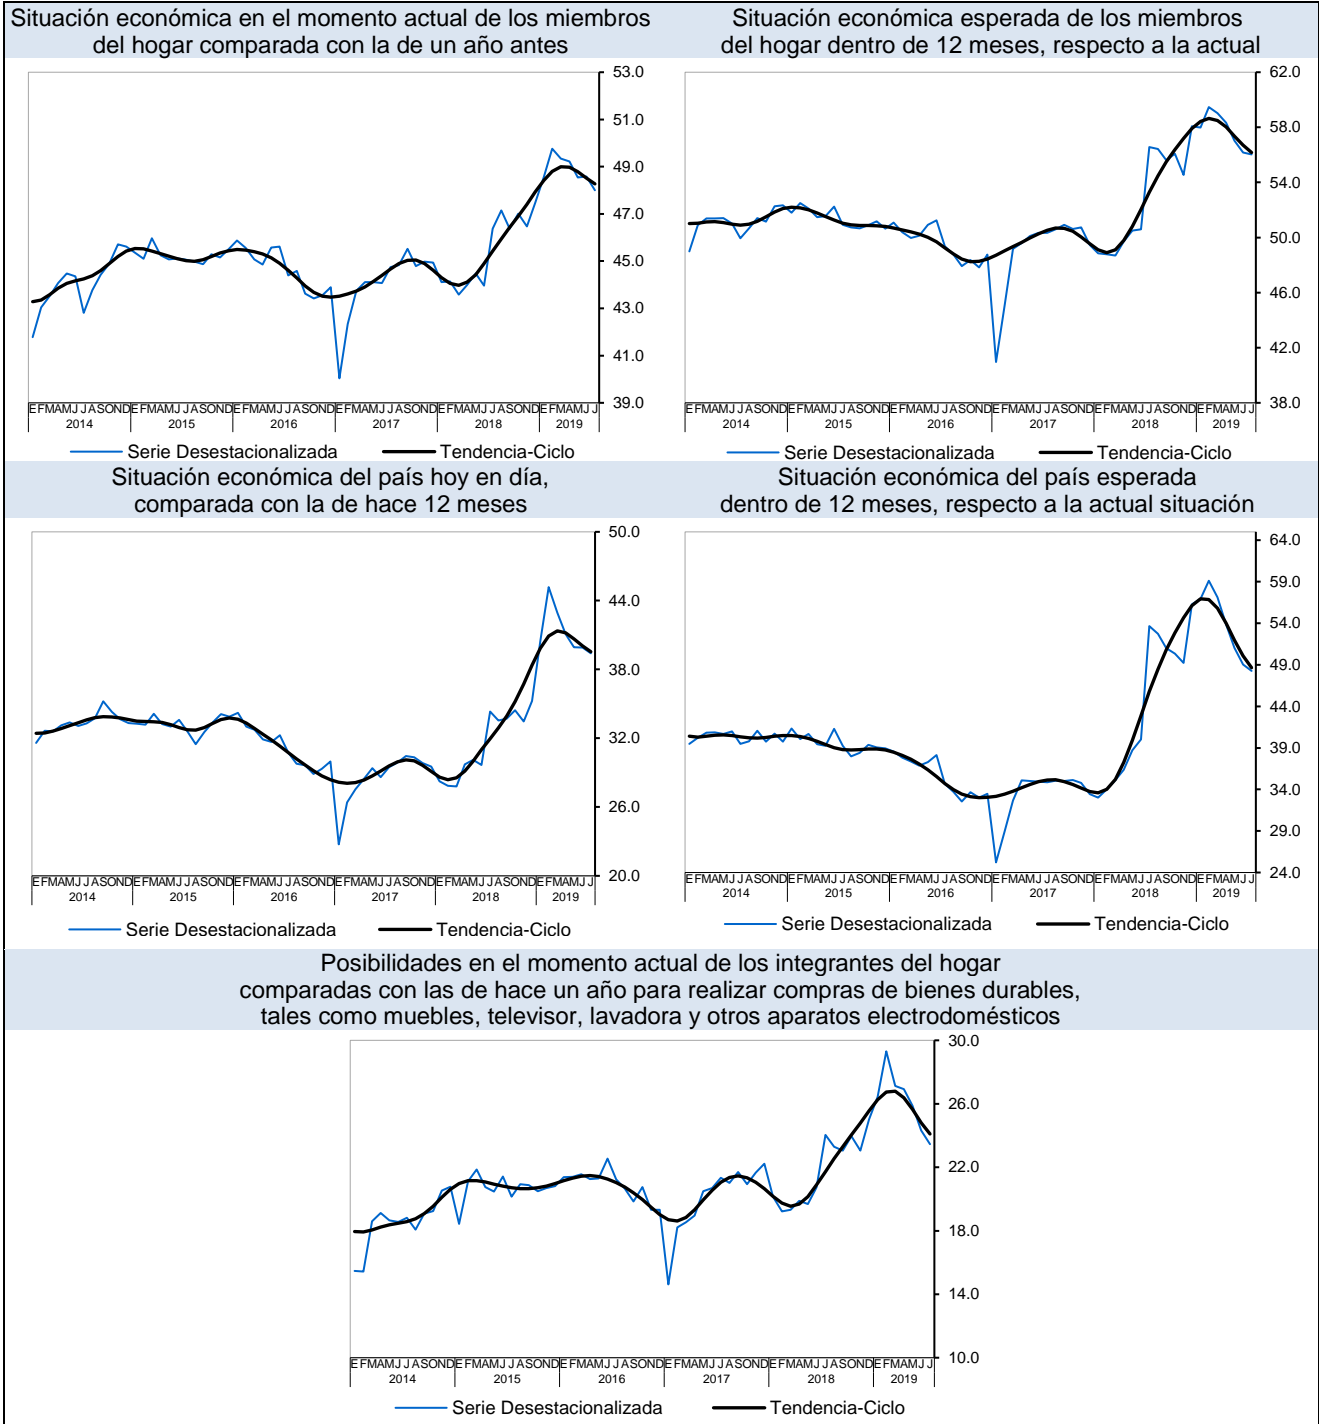 Situación económica en el momento actual de los miembros
del hogar comparada con la de un año antes
53.0
51.0
49.0
47.0
45.0
43.0
41.0
39.0
EFMAMJJASONDEFMAMJJASONDEFMAMJJASONDEFMAMJJASONDEFMAMJJASONDEFMAMJJ
2014 2015 2016 2017 2018 2019
Serie Desestacionalizada Tendencia-Ciclo
Situación económica esperada de los miembros
del hogar dentro de 12 meses, respecto a la actual
62.0
58.0
54.0
50.0
46.0
42.0
38.0
EFMAMJJASONDEFMAMJJASONDEFMAMJJASONDEFMAMJJASONDEFMAMJJASONDEFMAMJJ
2014 2015 2016 2017 2018 2019
Serie Desestacionalizada Tendencia-Ciclo
Situación económica del país hoy en día,
comparada con la de hace 12 meses
50.0
44.0
38.0
32.0
26.0
20.0
EFMAMJJASONDEFMAMJJASONDEFMAMJJASONDEFMAMJJASONDEFMAMJJASONDEFMAMJJ
2014 2015 2016 2017 2018 2019
Serie Desestacionalizada Tendencia-Ciclo
Situación económica del país esperada
dentro de 12 meses, respecto a la actual situación
64.0
59.0
54.0
49.0
44.0
39.0
34.0
29.0
24.0
EFMAMJJASONDEFMAMJJASONDEFMAMJJASONDEFMAMJJASONDEFMAMJJASONDEFMAMJJ
2014 2015 2016 2017 2018 2019
Serie Desestacionalizada Tendencia-Ciclo
Posibilidades en el momento actual de los integrantes del hogar
comparadas con las de hace un año para realizar compras de bienes durables,
tales como muebles, televisor, lavadora y otros aparatos electrodomésticos
30.0
26.0
22.0
18.0
14.0
10.0
EFMAMJJASONDEFMAMJJASONDEFMAMJJASONDEFMAMJJASONDEFMAMJJASONDEFMAMJJ
2014 2015 2016 2017 2018 2019
Serie Desestacionalizada Tendencia-Ciclo